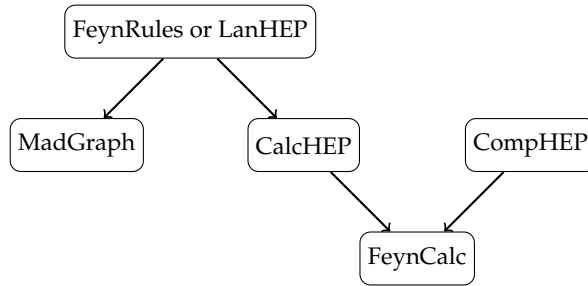 FeynRules or LanHEP
MadGraph
CalcHEP
CompHEP
FeynCalc